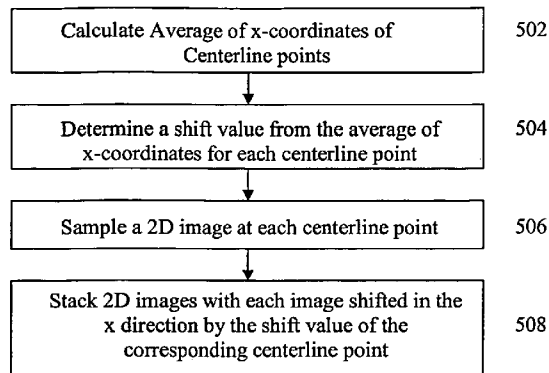 Calculate Average of x-coordinates of
Centerline points
502
Determine a shift value from the average of
x-coordinates for each centerline point
504
Sample a 2D image at each centerline point
506
Stack 2D images with each image shifted in the
x direction by the shift value of the
corresponding centerline point
508